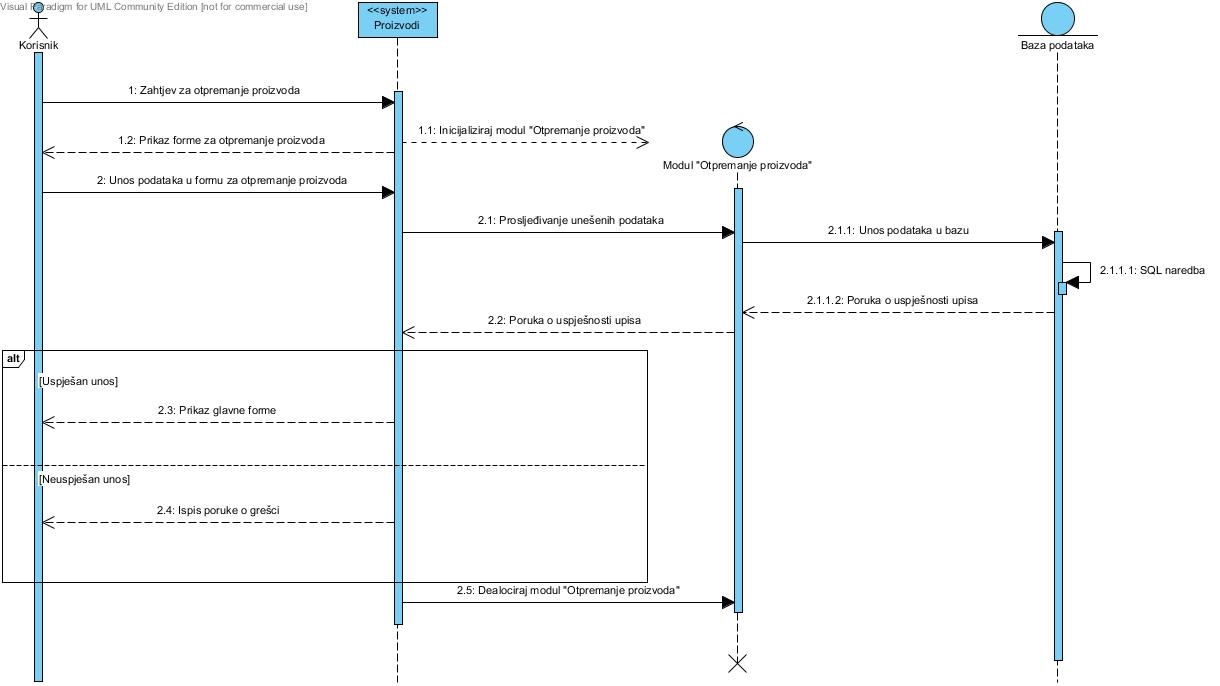 Visual Paradigm for UML Community Edition [not for commercial use]
<<system>>
Proizvodi
Korisnik
Baza podataka
1: Zahtjev za otpremanje proizvoda
1.1: Inicijaliziraj modul "Otpremanje proizvoda"
1.2: Prikaz forme za otpremanje proizvoda
Modul "Otpremanje proizvoda"
2: Unos podataka u formu za otpremanje proizvoda
2.1: Prosljeđivanje unešenih podataka
2.1.1: Unos podataka u bazu
2.1.1.1: SQL naredba
2.1.1.2: Poruka o uspješnosti upisa
2.2: Poruka o uspješnosti upisa
alt
[Uspješan unos]
2.3: Prikaz glavne forme
[Neuspješan unos]
2.4: Ispis poruke o grešci
2.5: Dealociraj modul "Otpremanje proizvoda"